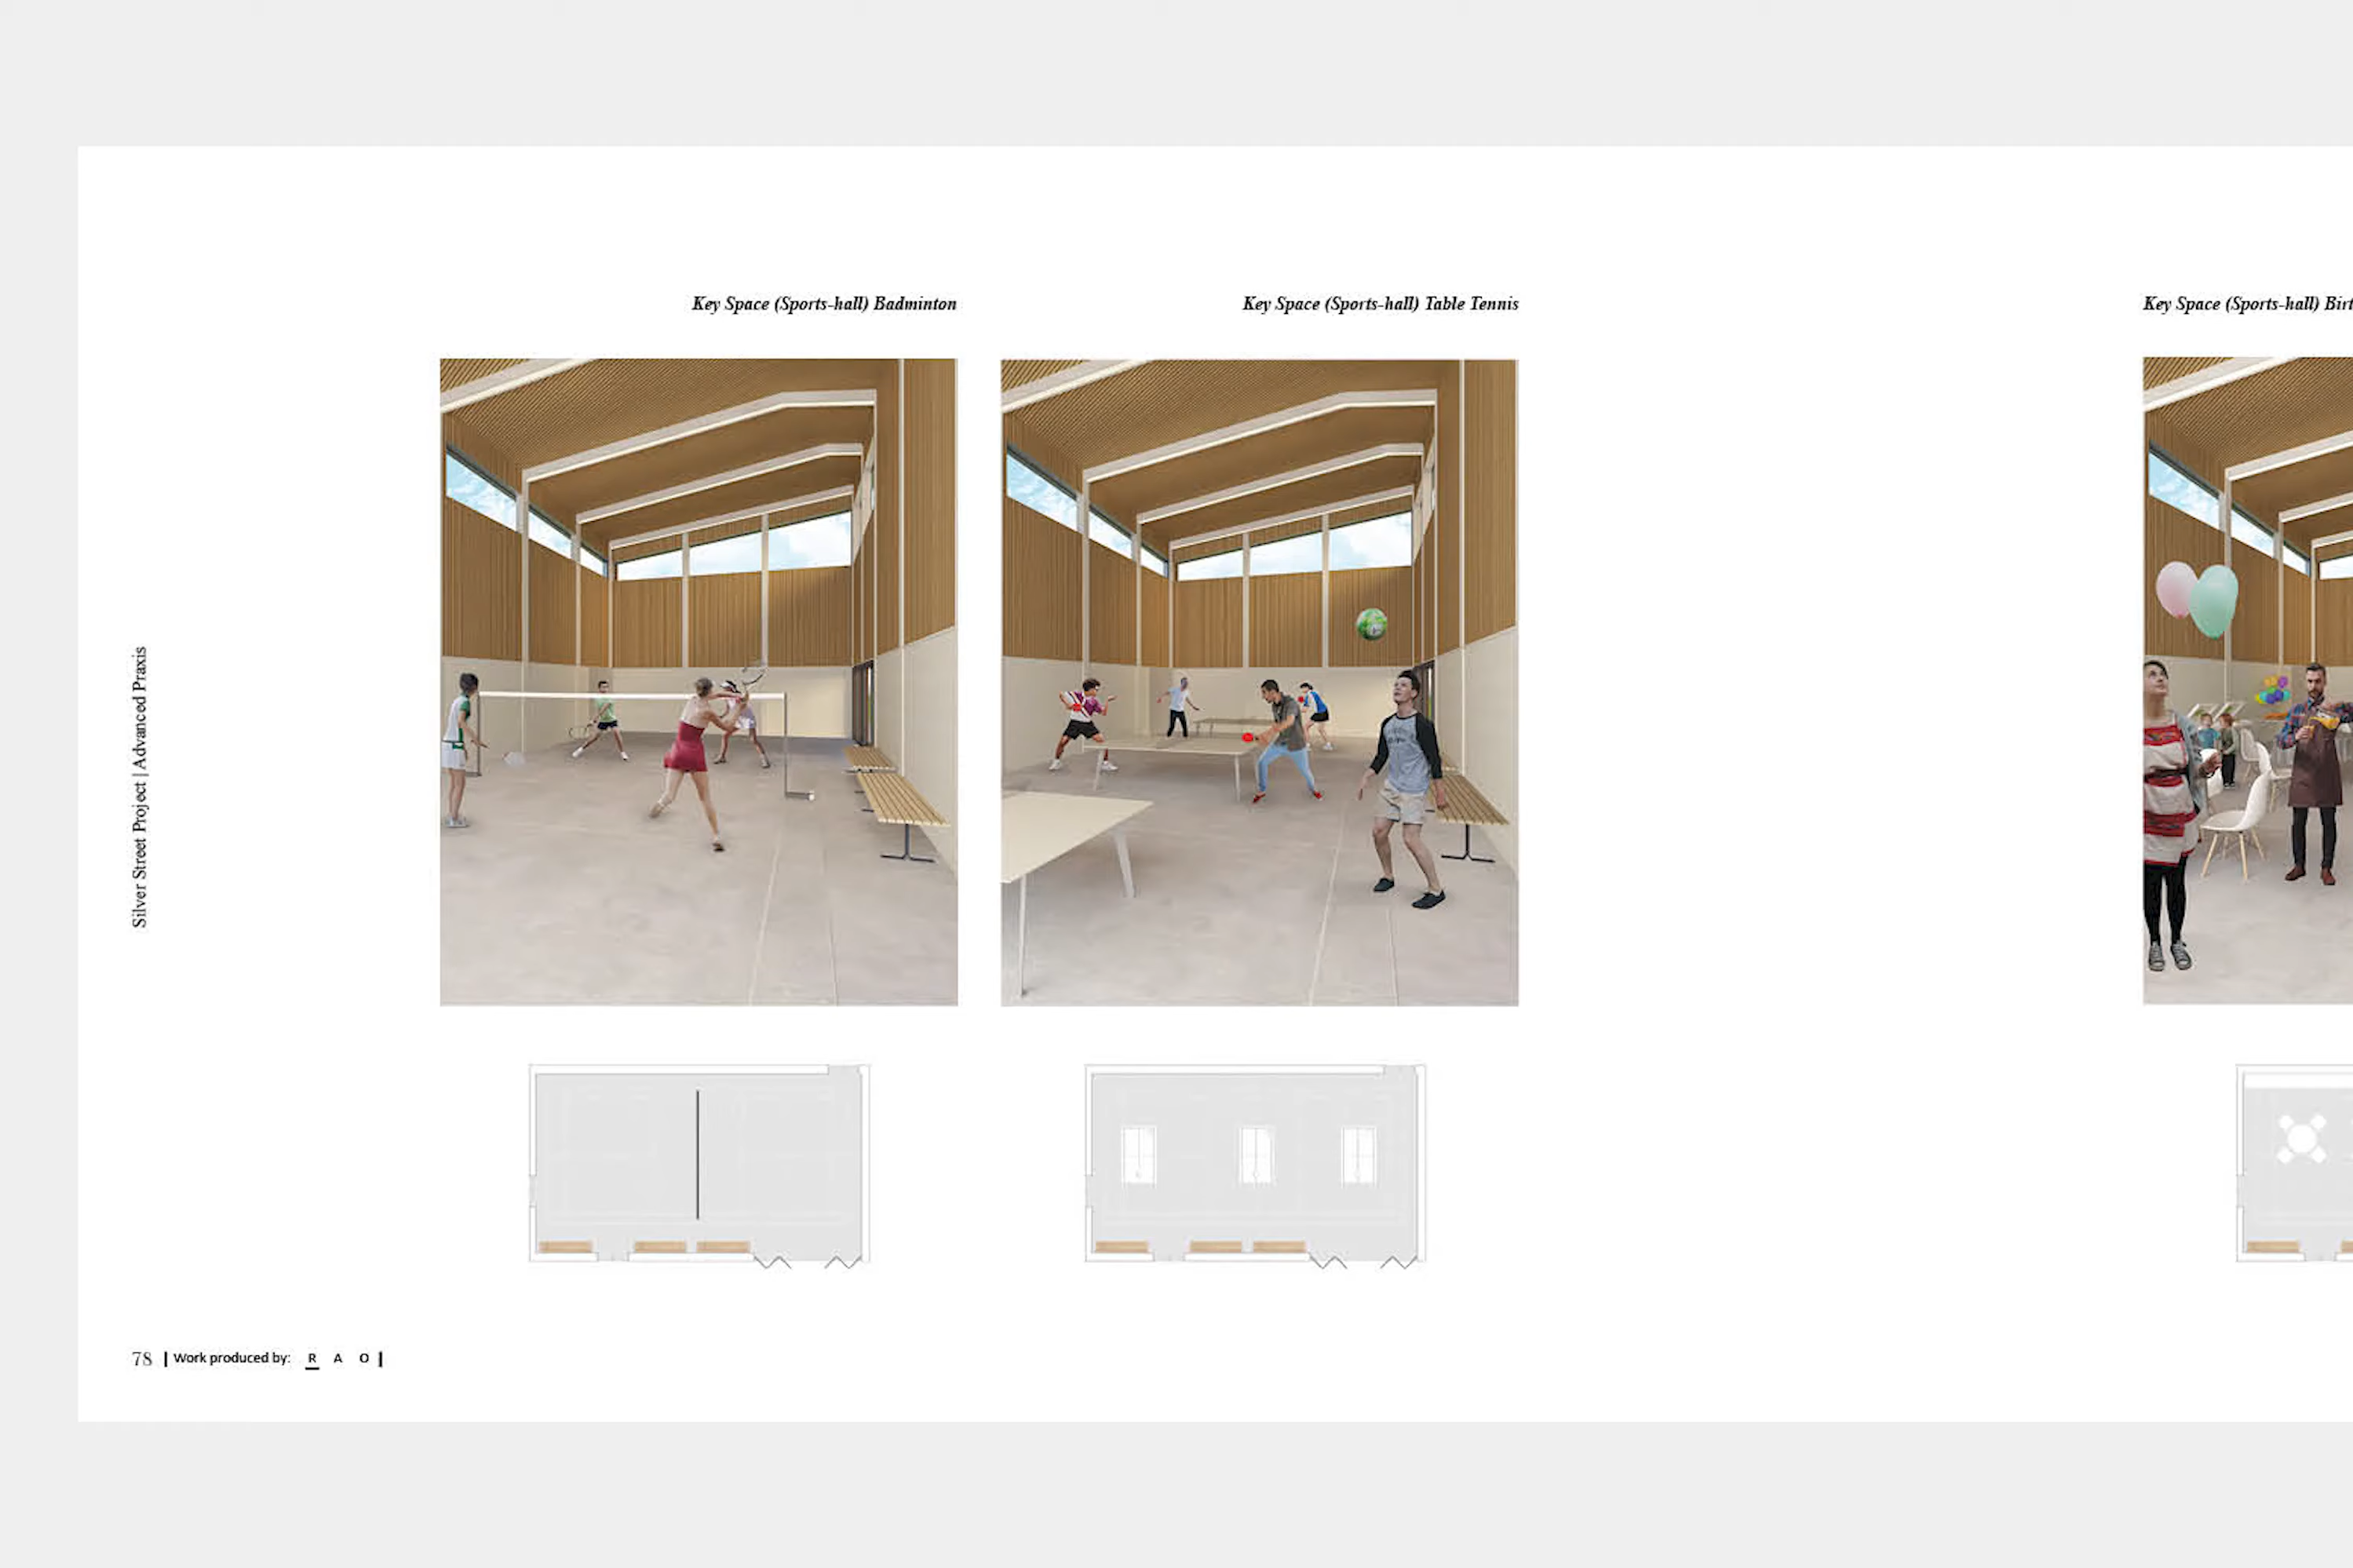 Key Space (Sports-hall) Badminton
Key Space (Sports-hall) Table Tennis
Key Space (Sports-hall)
Silver Street Project | Advanced Praxis
78 | Work produced by: R A O |